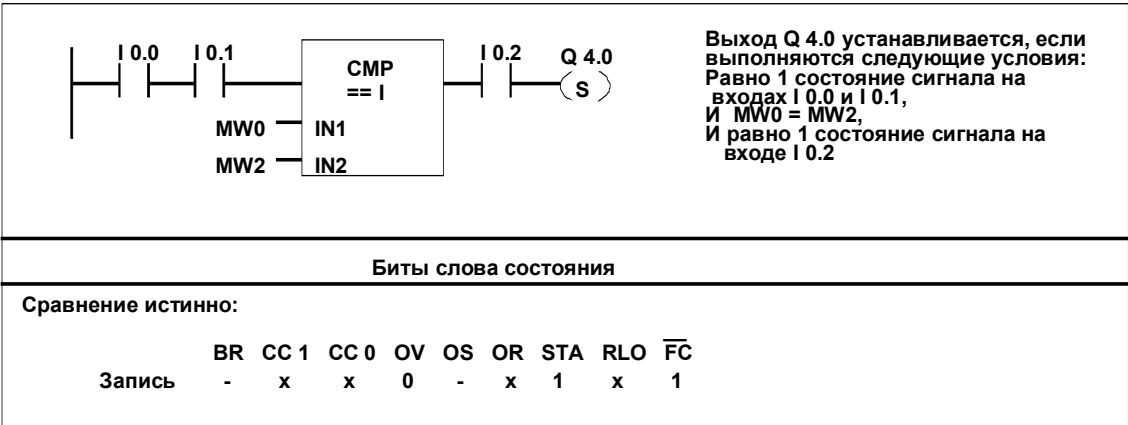 I 0.0 I 0.1 CMP == I I 0.2 Q 4.0 S
MW0 IN1
MW2 IN2
Выход Q 4.0 устанавливается, если
выполняются следующие условия:
Равно 1 состояние сигнала на
входах I 0.0 и I 0.1,
И MW0 = MW2,
И равно 1 состояние сигнала на
входе I 0.2
Биты слова состояния
Сравнение истинно:
BR CC 1 CC 0 OV OS OR STA RLO F̅C̅
Запись - x x 0 - x 1 x 1